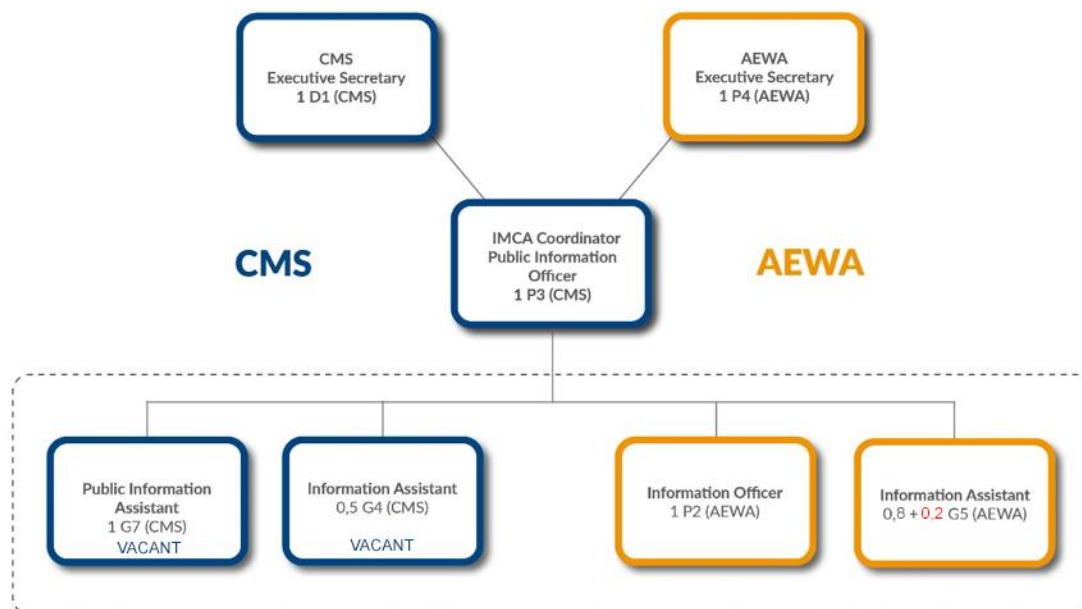 CMS
Executive Secretary
1 D1 (CMS)
AEWA
Executive Secretary
1 P4 (AEWA)
IMCA Coordinator
Public Information
Officer
1 P3 (CMS)
CMS
AEWA
Public Information
Assistant
1 G7 (CMS)
VACANT
Information Assistant
0,5 G4 (CMS)
VACANT
Information Officer
1 P2 (AEWA)
Information Assistant
0,8 + 0,2 G5 (AEWA)